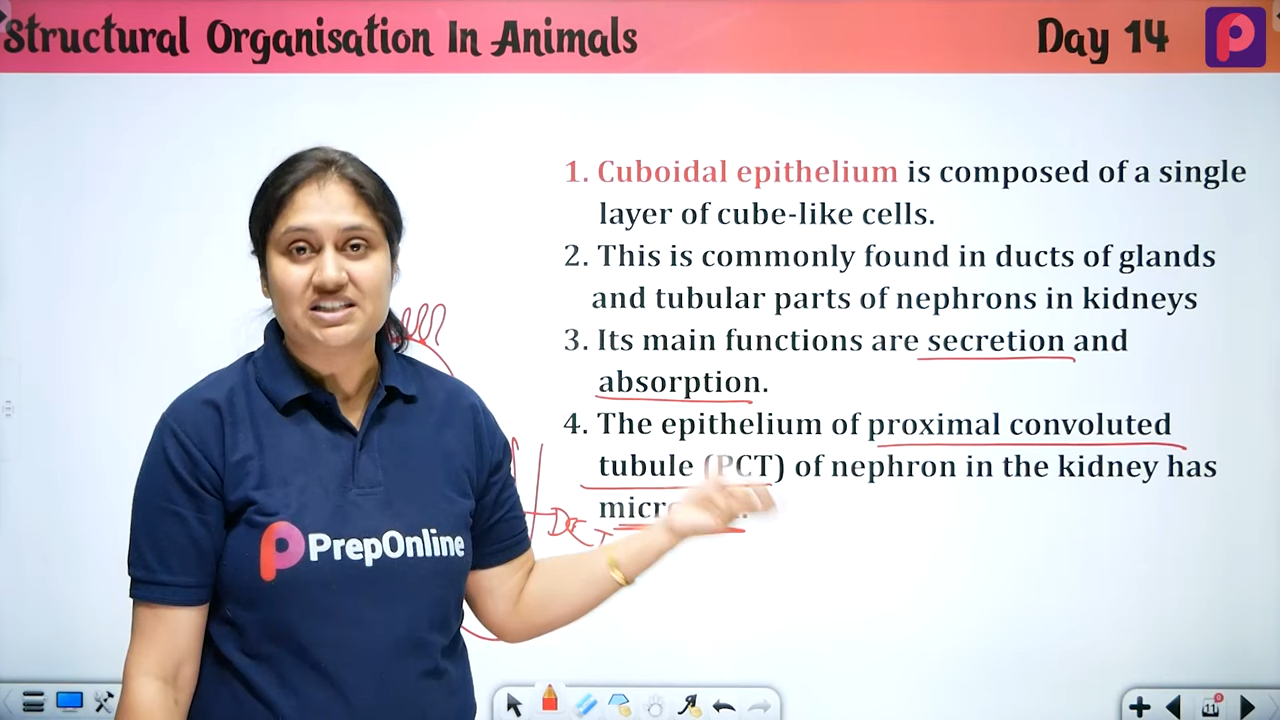 Structural Organisation In Animals
Day 14
1. Cuboidal epithelium is composed of a single
layer of cube-like cells.
2. This is commonly found in ducts of glands
and tubular parts of nephrons in kidneys
3. Its main functions are secretion and
absorption.
4. The epithelium of proximal convoluted
tubule (PCT) of nephron in the kidney has
DCT
PrepOnline
11